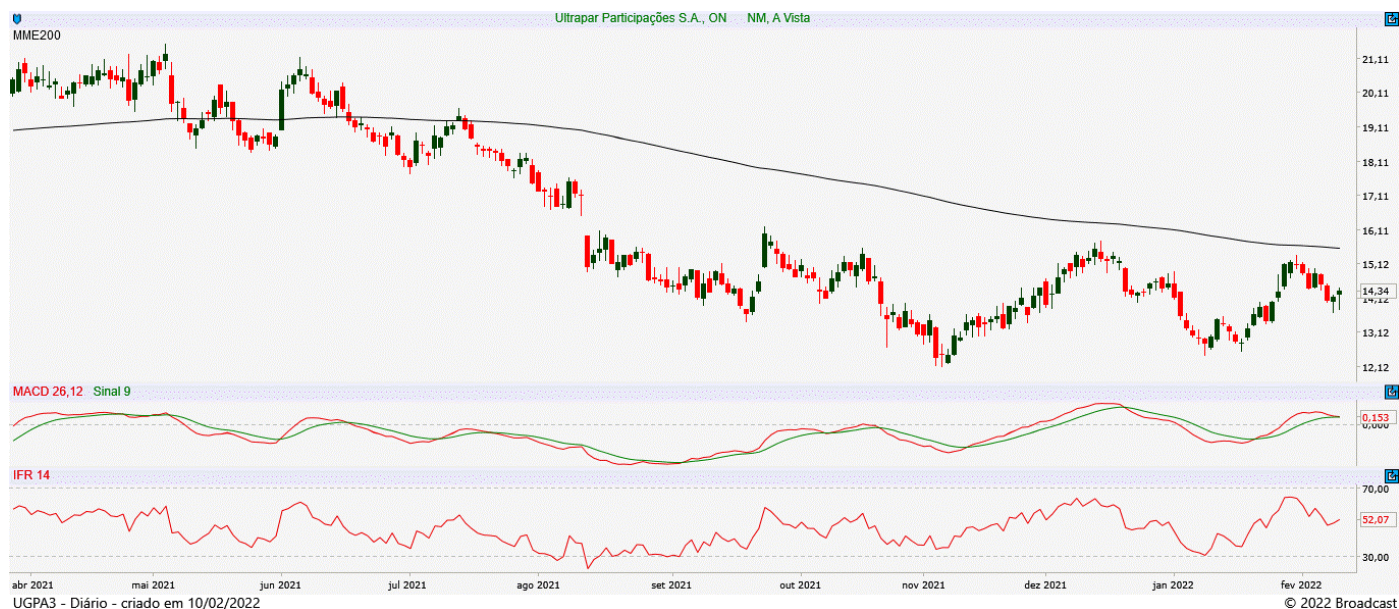 Ultrapar Participações S.A., ON NM, A Vista
MME200
21,11
20,11
19,11
18,11
17,11
16,11
15,12
14,34
14,12
13,12
12,12
MACD 26,12 Sinal 9
0,153
0,000
IFR 14
70,00
52,07
30,00
abr 2021 mai 2021 jun 2021 jul 2021 ago 2021 set 2021 out 2021 nov 2021 dez 2021 jan 2022 fev 2022
UGPA3 - Diário - criado em 10/02/2022 © 2022 Broadcast